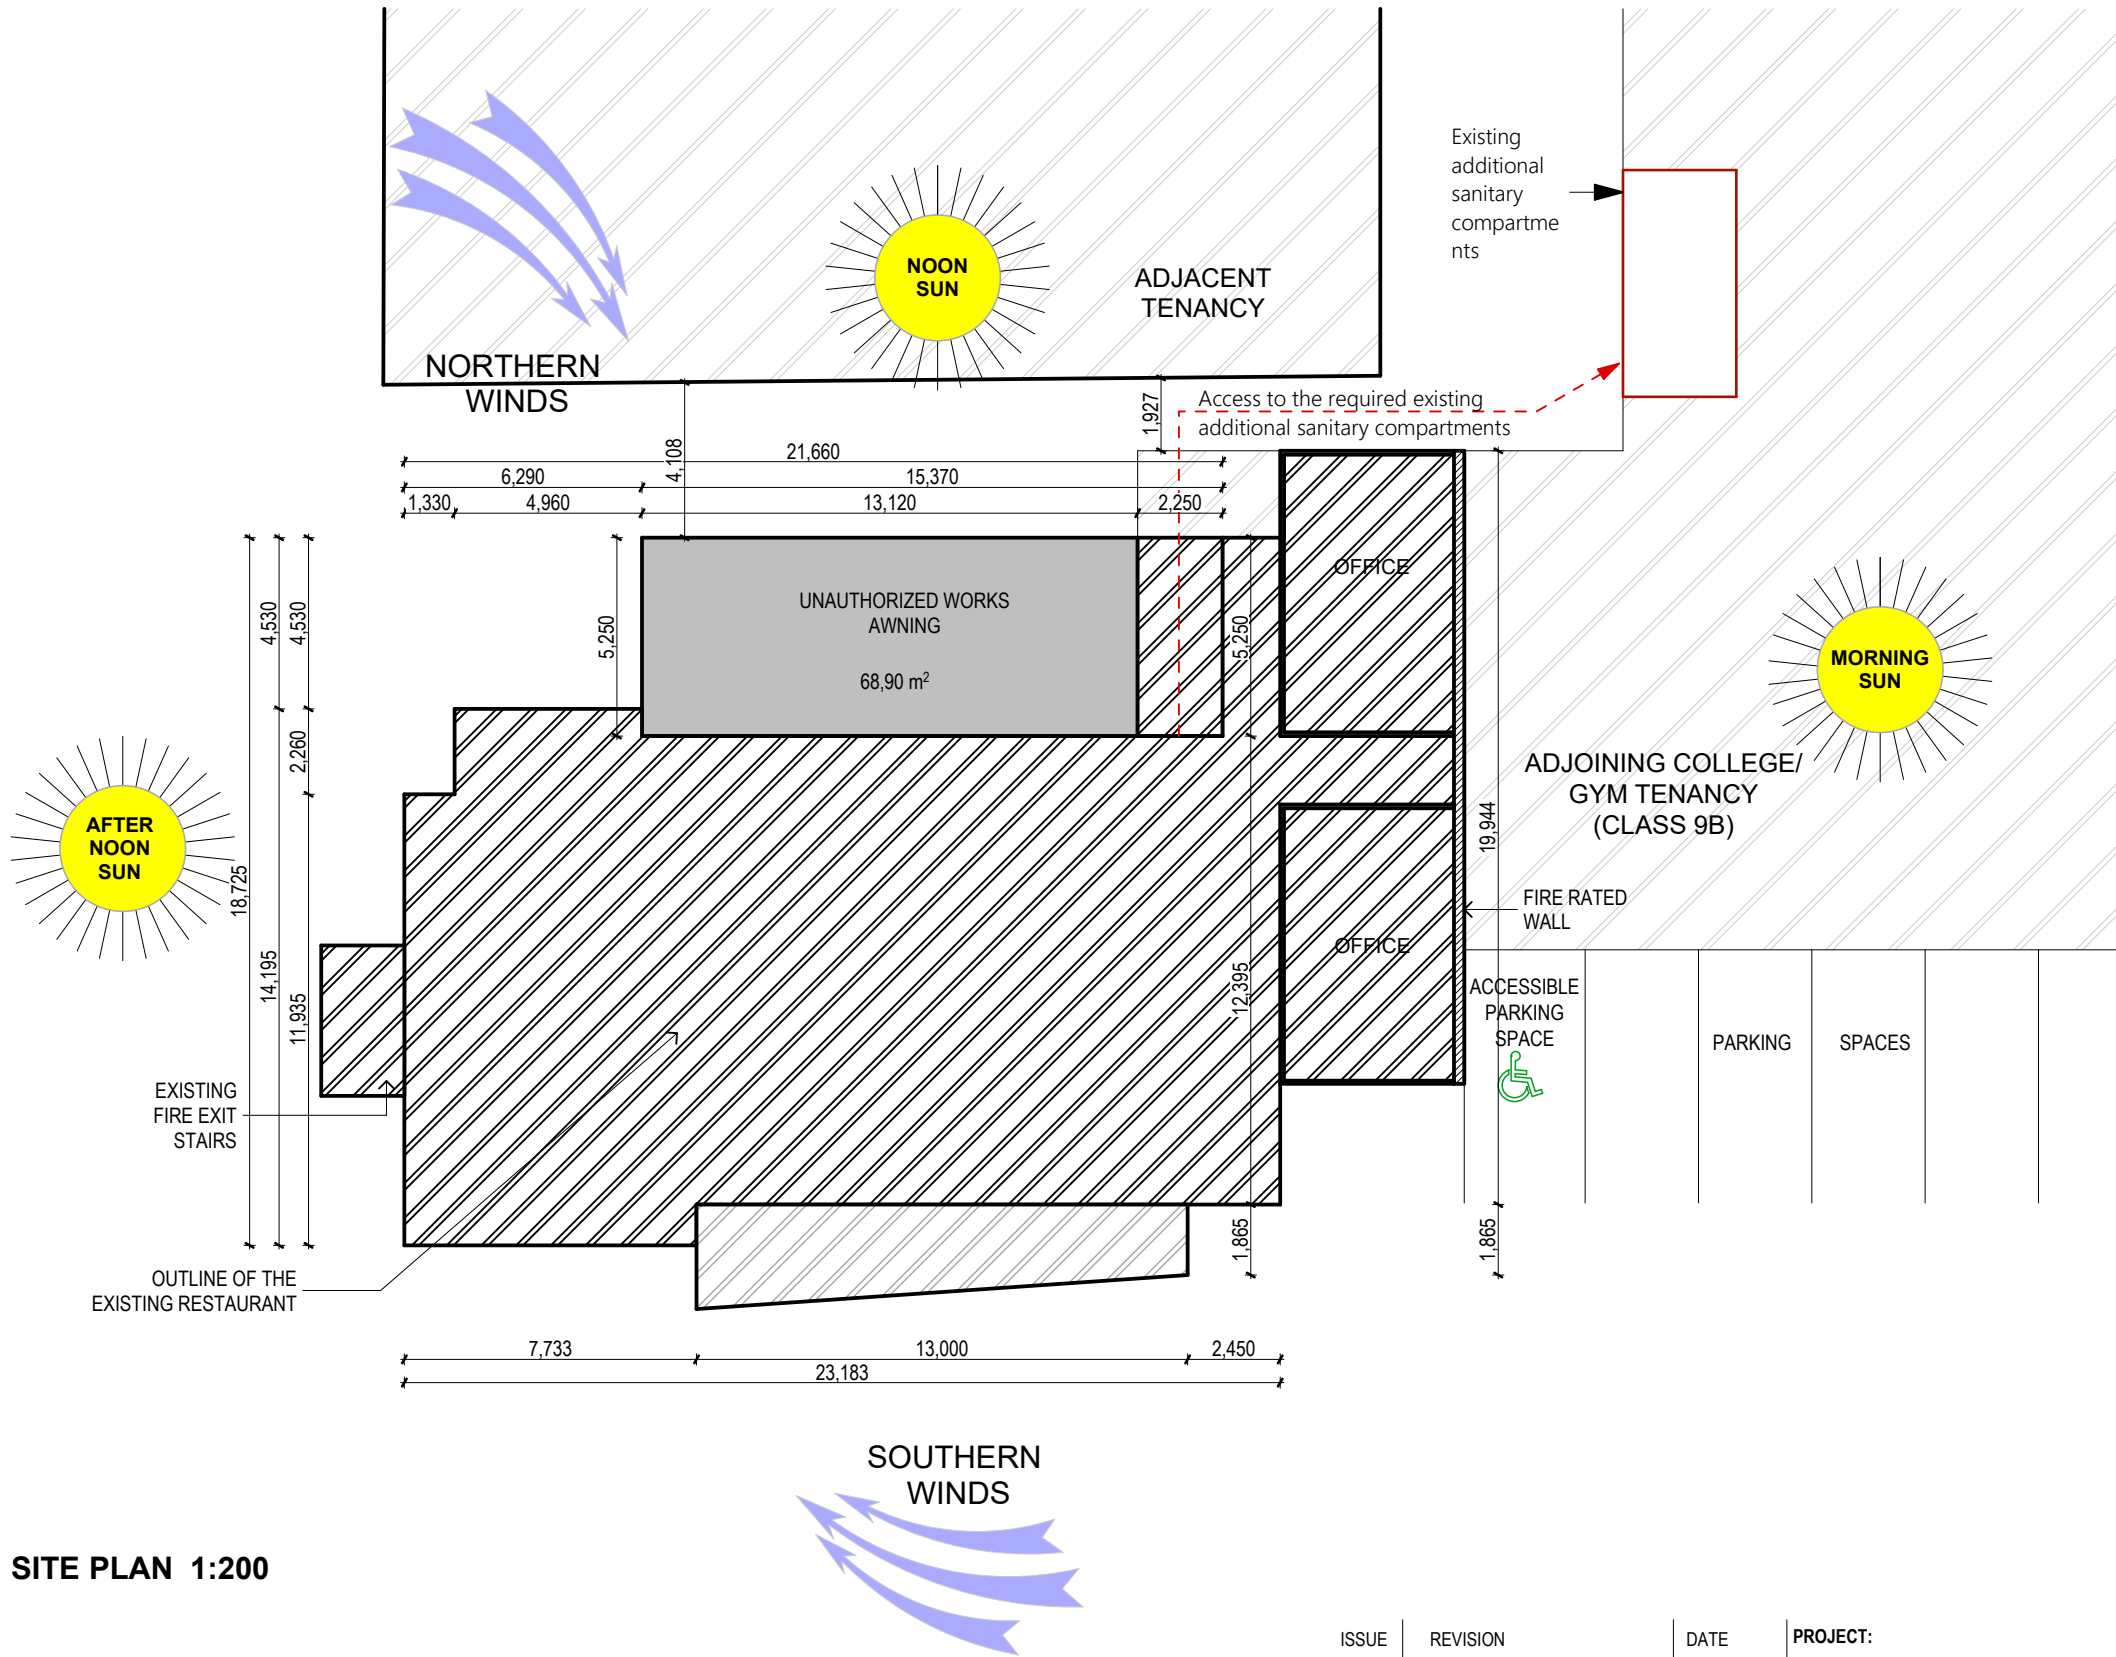 Existing
additional
sanitary
compartme
nts
NOON
SUN
ADJACENT
TENANCY
NORTHERN
WINDS
Access to the required existing
additional sanitary compartments
1,927
4,108
21,660
6,290
15,370
1,330
4,960
13,120
2,250
OFFICE
UNAUTHORIZED WORKS
AWNING
68,90 m²
4,530
4,530
5,250
5,250
2,260
MORNING
SUN
ADJOINING COLLEGE/
GYM TENANCY
(CLASS 9B)
AFTER
NOON
SUN
18,725
19,944
FIRE RATED
WALL
OFFICE
14,195
11,935
12,395
ACCESSIBLE
PARKING
SPACE
PARKING
SPACES
EXISTING
FIRE EXIT
STAIRS
1,865
1,865
OUTLINE OF THE
EXISTING RESTAURANT
7,733
13,000
2,450
23,183
SOUTHERN
WINDS
SITE PLAN 1:200
ISSUE
REVISION
DATE
PROJECT: